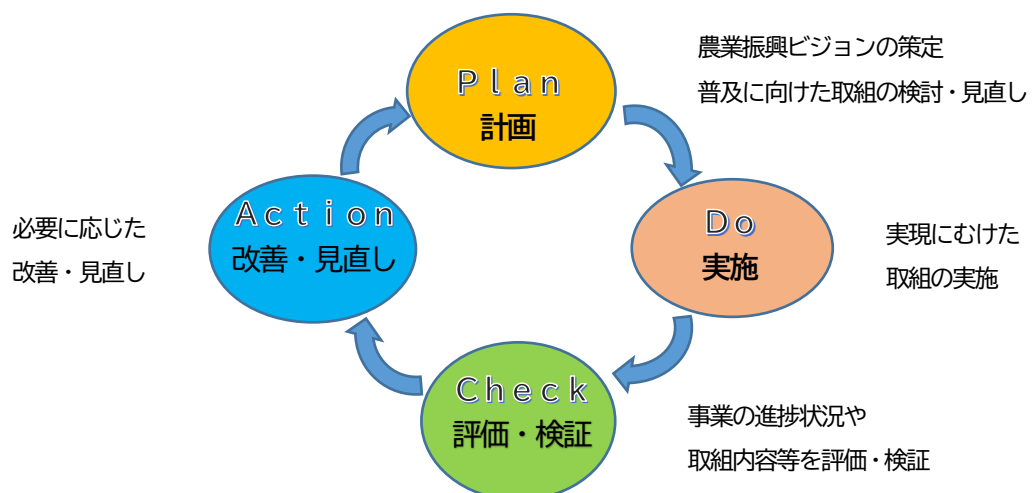 Ｐｌａｎ
計画
農業振興ビジョンの策定
普及に向けた取組の検討・見直し
Ｄｏ
実施
実現にむけた
取組の実施
Ｃｈｅｃｋ
評価・検証
事業の進捗状況や
取組内容等を評価・検証
Ａｃｔｉｏｎ
改善・見直し
必要に応じた
改善・見直し